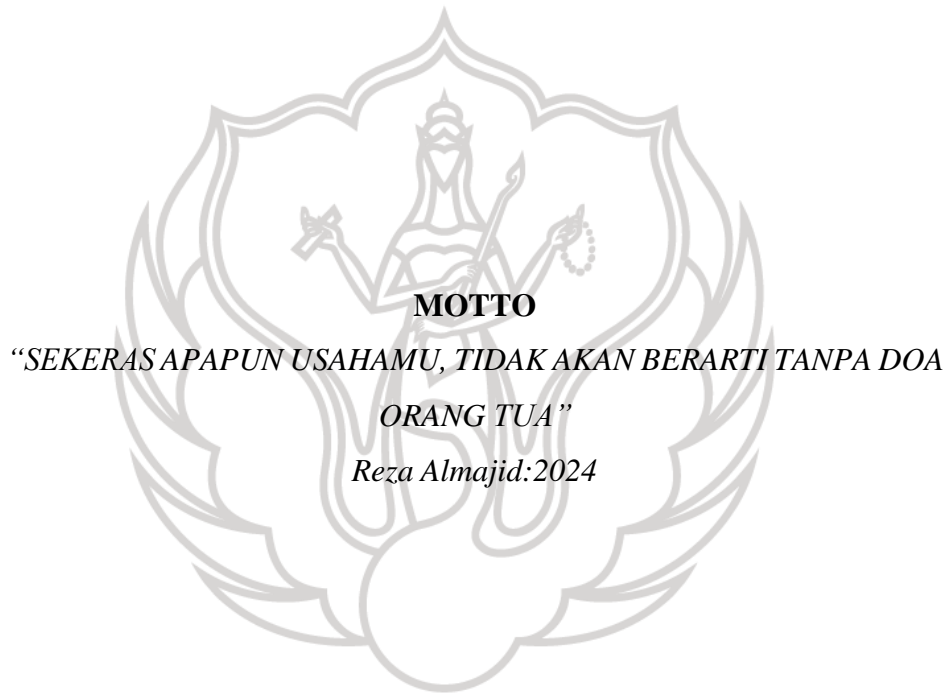 MOTTO
“SEKERAS APAPUN USAHAMU, TIDAK AKAN BERARTI TANPA DOA
ORANG TUA”
Reza Almajid:2024